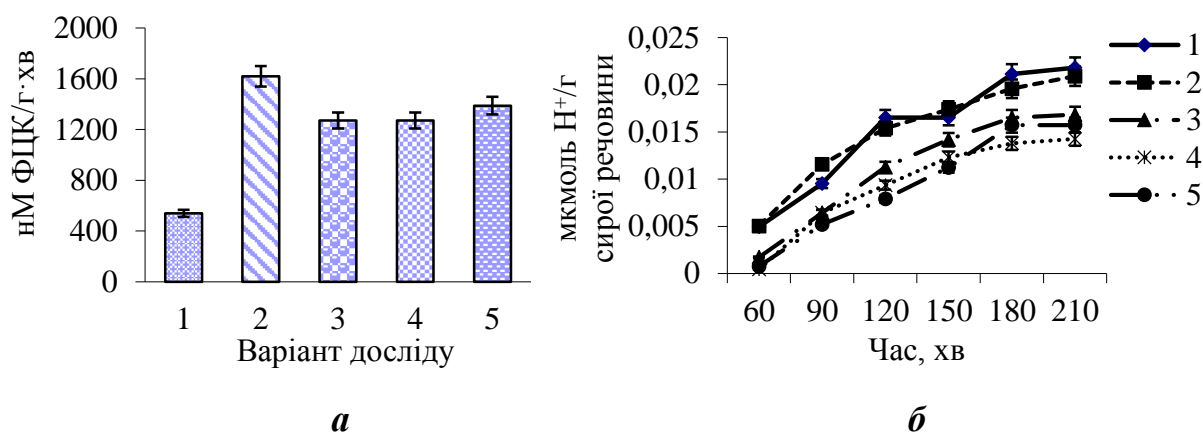 нМ ФЦК/г·хв
2000
1600
1200
800
400
0
1 2 3 4 5
Варіант досліду
а
мкмоль H⁺/г
сирої речовини
0,025
0,02
0,015
0,01
0,005
0
60 90 120 150 180 210
Час, хв
1
2
3
4
5
б